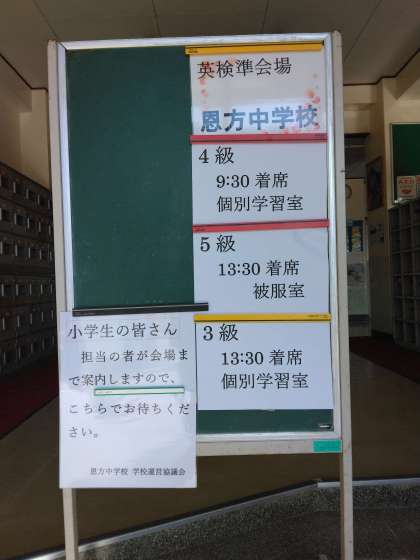 英検準会場
恩方中学校
4級
9:30 着席
個別学習室
5級
13:30 着席
被服室
3級
13:30 着席
個別学習室
小学生の皆さん
担当の者が会場ま
で案内しますので、
こちらでお待ちくだ
さい。
恩方中学校 学校運営協議会
AED